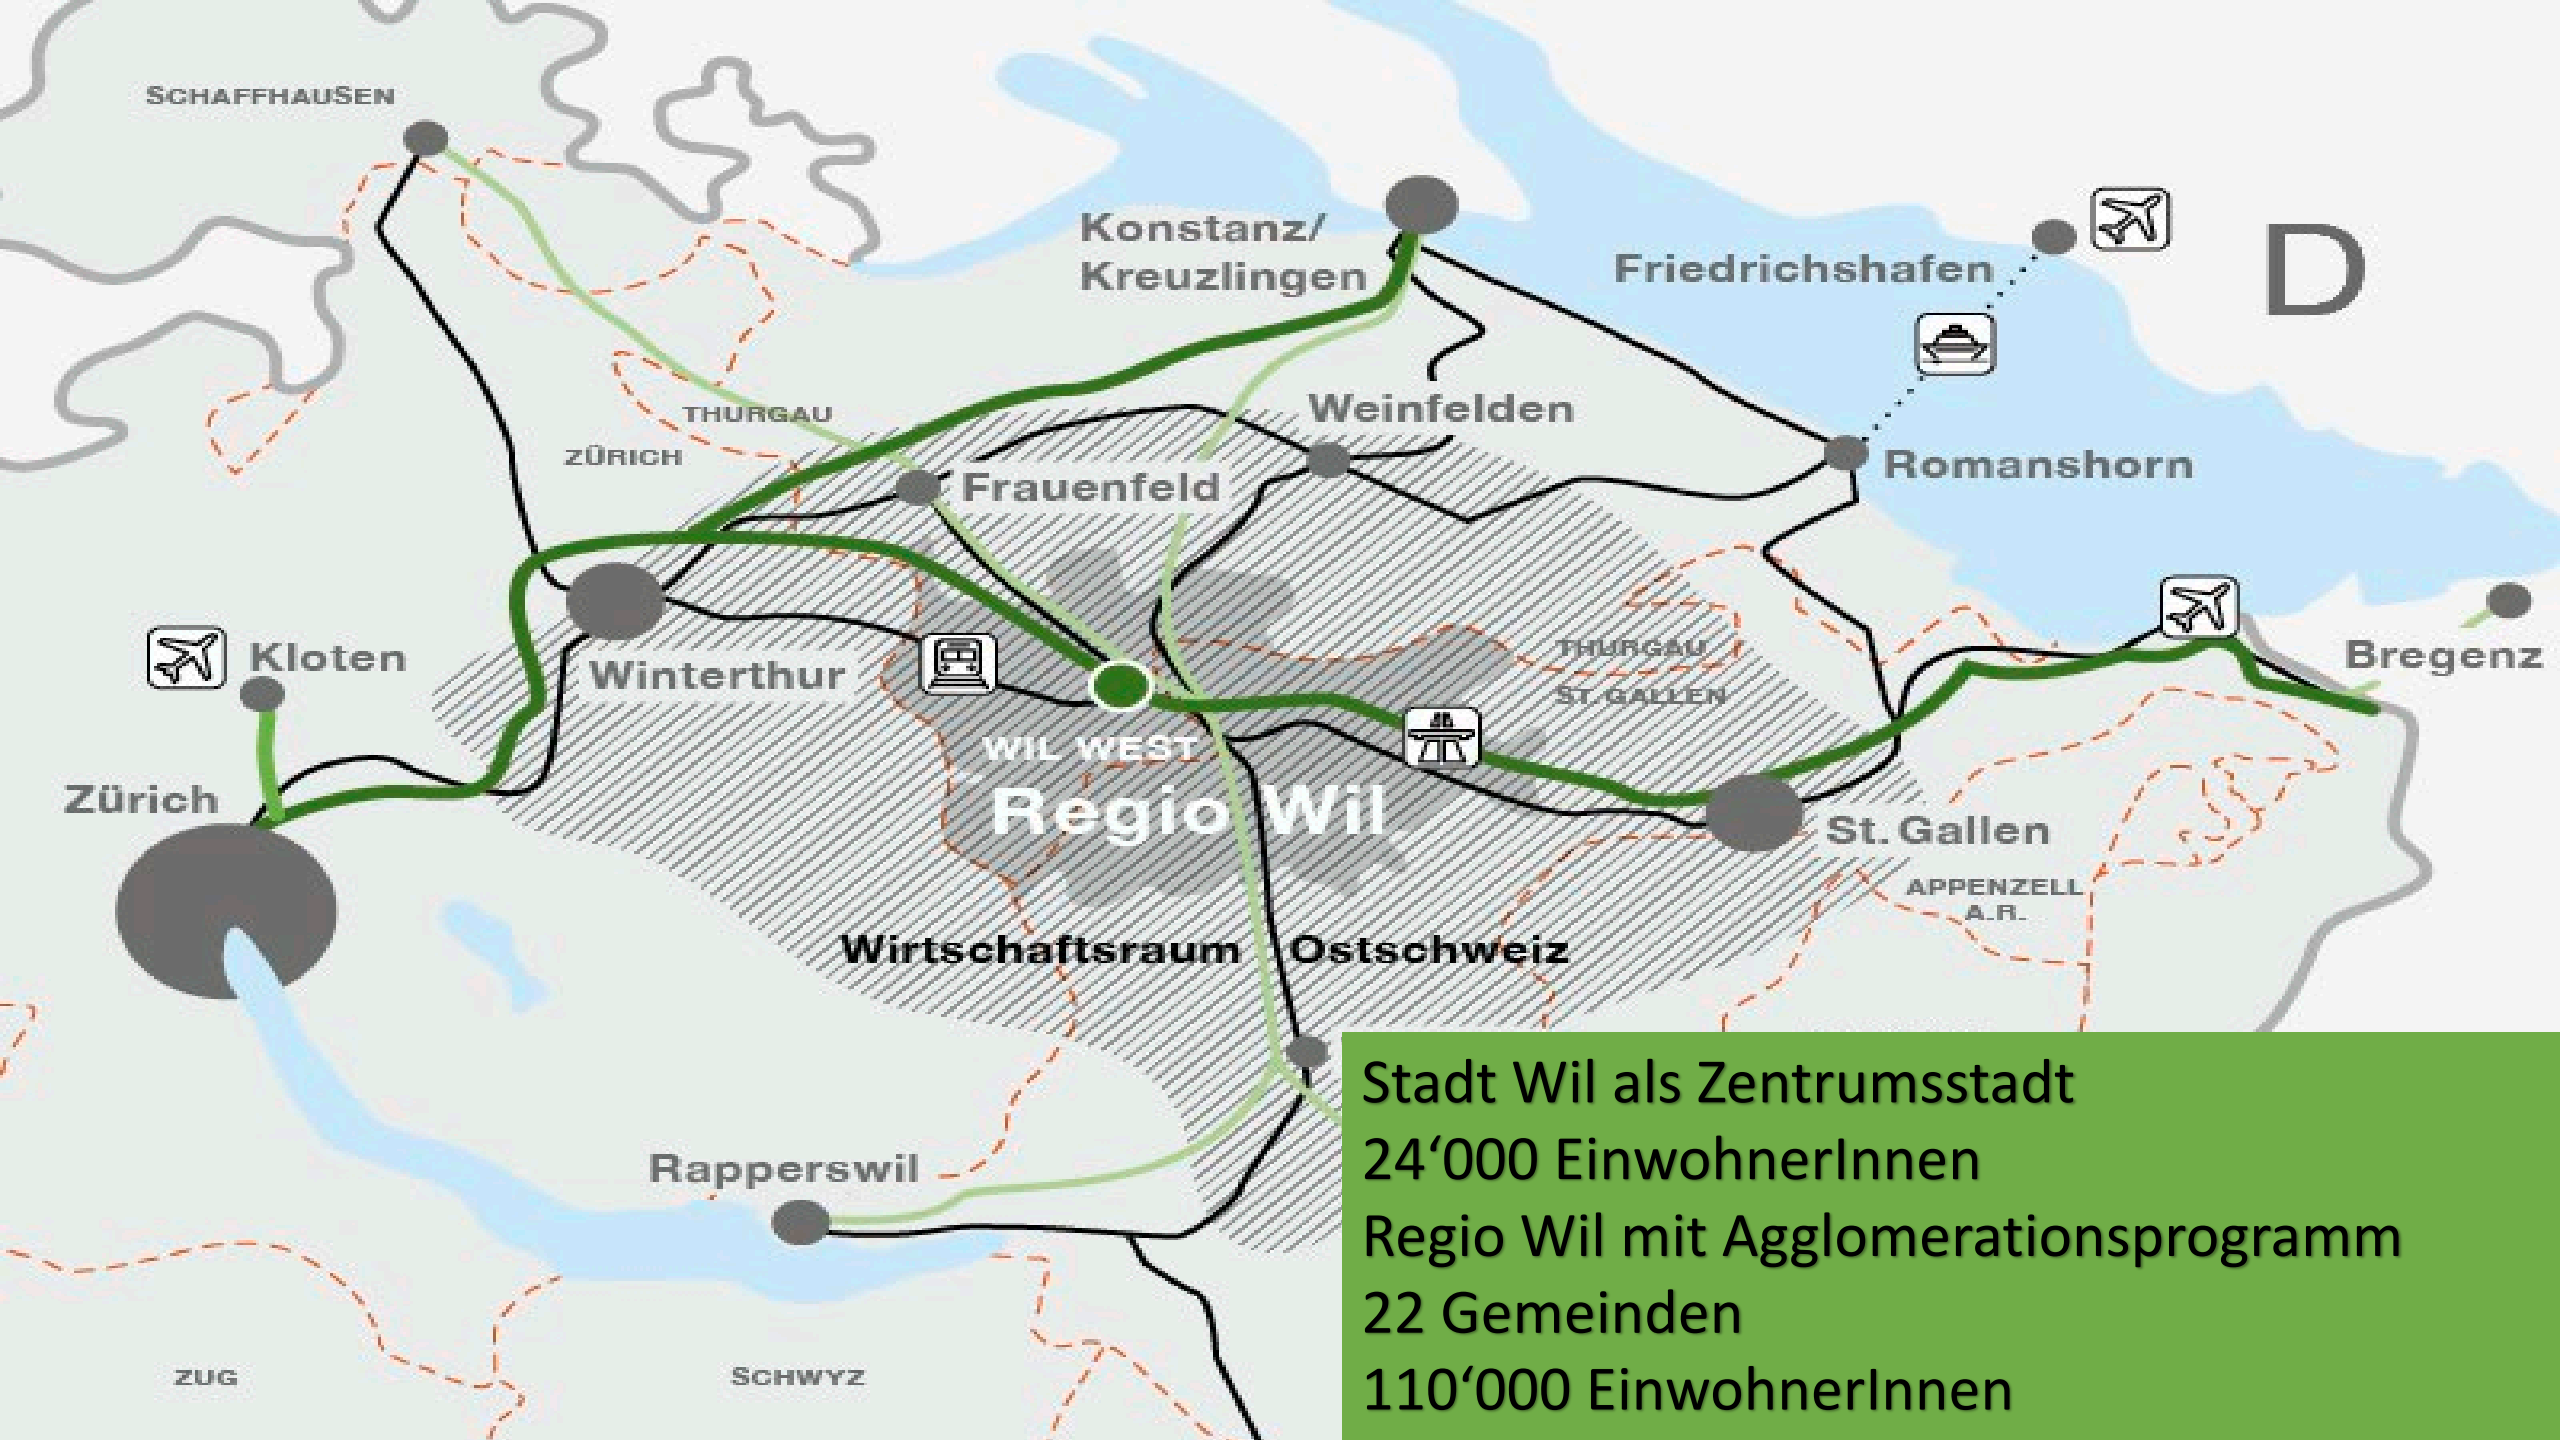 SCHAFFHAUSEN
Konstanz/
Kreuzlingen
Friedrichshafen
D
THURGAU
Weinfelden
ZÜRICH
Frauenfeld
Romanshorn
Kloten
Winterthur
THURGAU
ST. GALLEN
Bregenz
WIL WEST
Zürich
Regio Wil
St. Gallen
APPENZELL
A.R.
Wirtschaftsraum Ostschweiz
Rapperswil
ZUG
SCHWYZ
Stadt Wil als Zentrumsstadt
24‘000 EinwohnerInnen
Regio Wil mit Agglomerationsprogramm
22 Gemeinden
110‘000 EinwohnerInnen